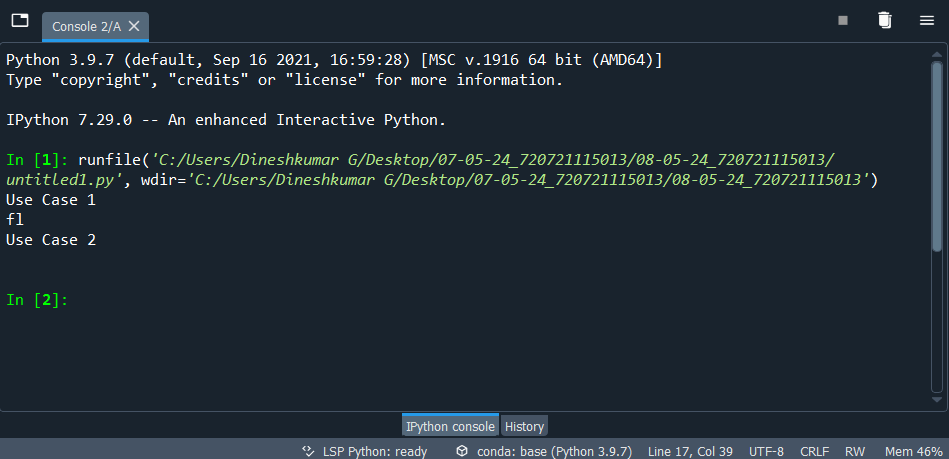 Console 2/A
Python 3.9.7 (default, Sep 16 2021, 16:59:28) [MSC v.1916 64 bit (AMD64)]
Type "copyright", "credits" or "license" for more information.
IPython 7.29.0 -- An enhanced Interactive Python.
In [1]: runfile('C:/Users/Dineshkumar G/Desktop/07-05-24_720721115013/08-05-24_720721115013/
untitled1.py', wdir='C:/Users/Dineshkumar G/Desktop/07-05-24_720721115013/08-05-24_720721115013')
Use Case 1
fl
Use Case 2
In [2]:
IPython console History
LSP Python: ready conda: base (Python 3.9.7) Line 17, Col 39 UTF-8 CRLF RW Mem 46%